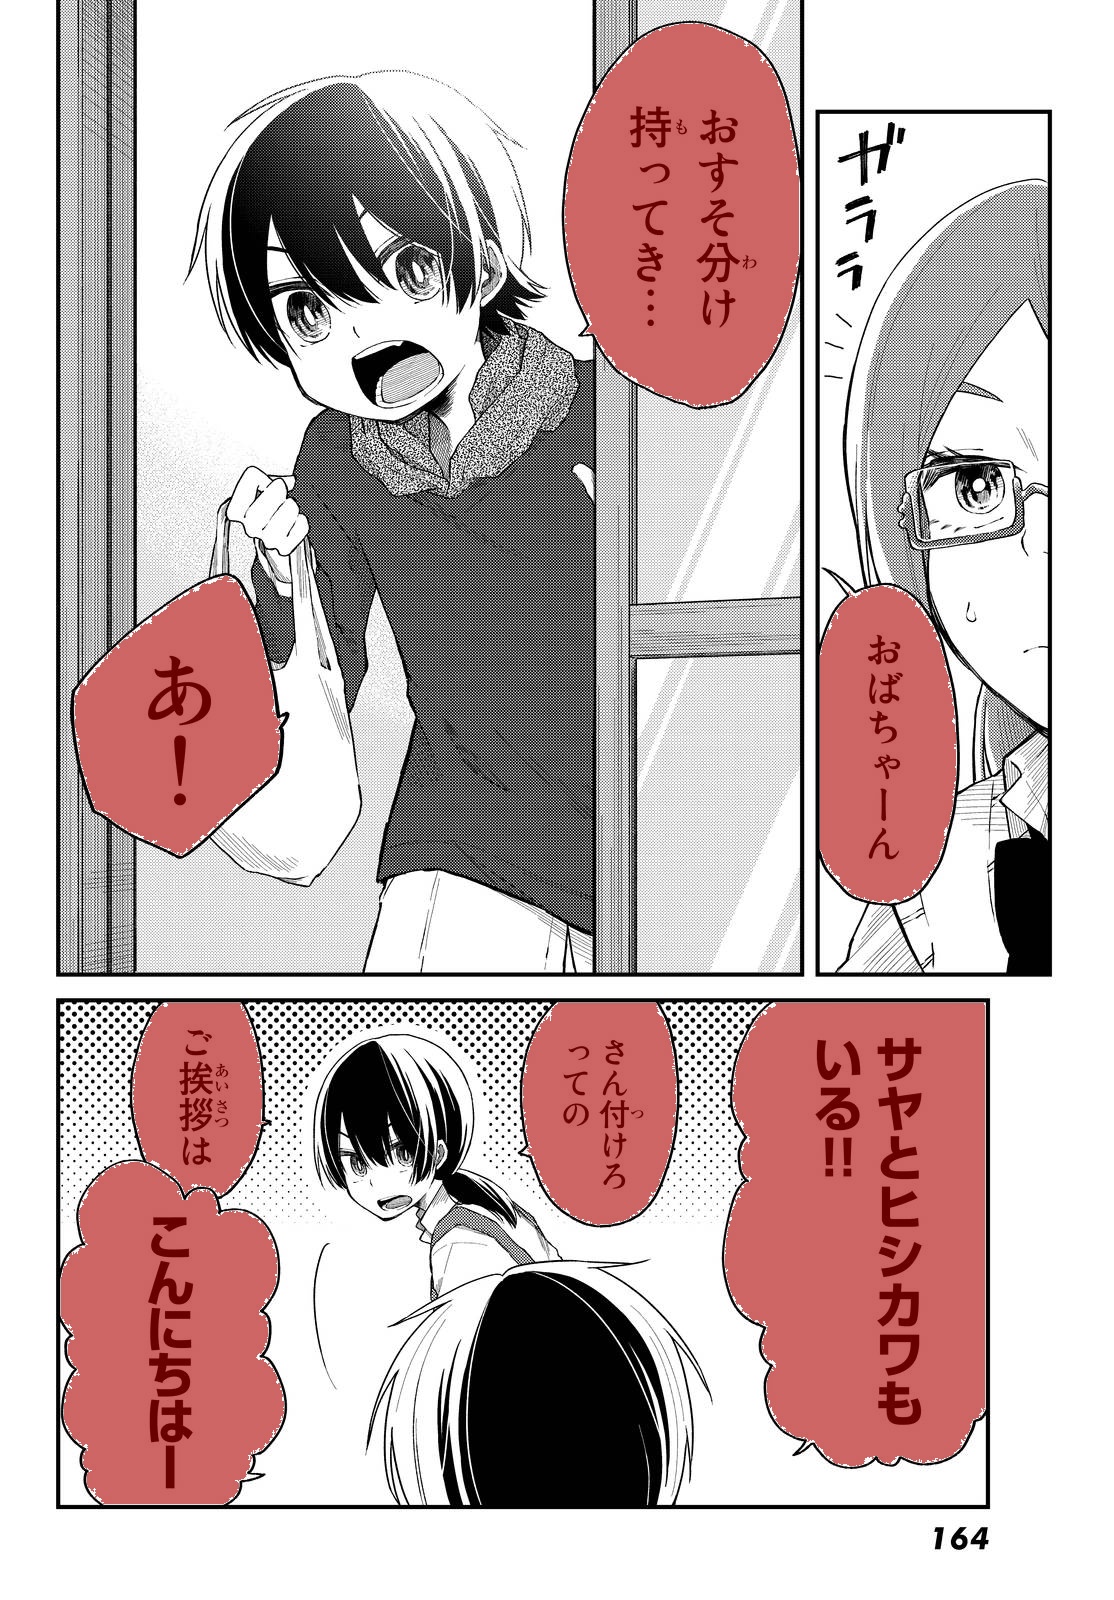 ガララ
おばちゃーん
おすそ分け
持ってき…
あ!
サヤとヒシカワも
いる!!
さん付けろ
っての
ご挨拶は
こんにちはー
164